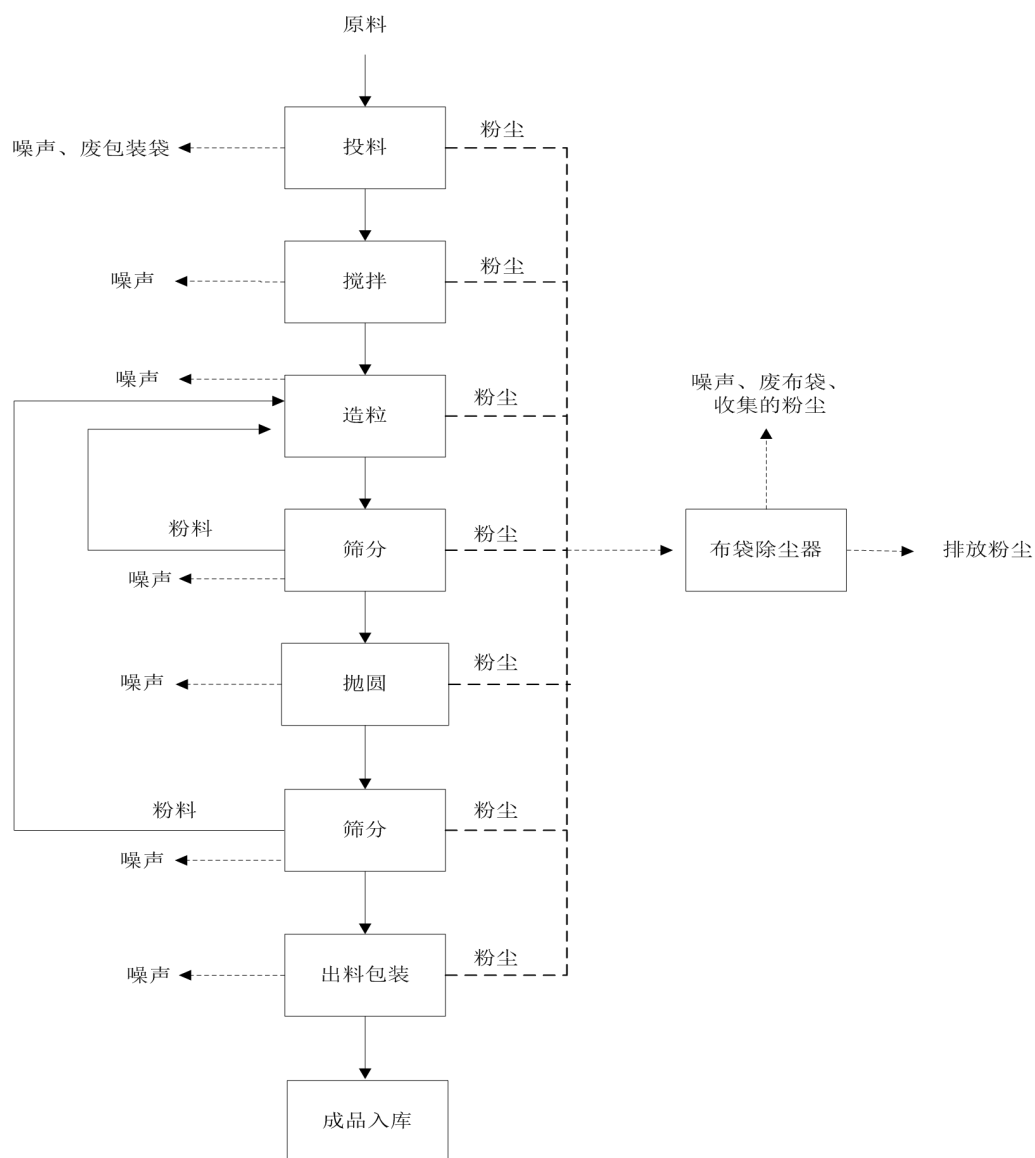 原料
粉尘
噪声、废包装袋
投料
粉尘
噪声
搅拌
噪声
粉尘
造粒
噪声、废布袋、
收集的粉尘
粉料
筛分
粉尘
噪声
布袋除尘器
排放粉尘
粉尘
噪声
抛圆
粉料
粉尘
筛分
噪声
粉尘
噪声
出料包装
成品入库